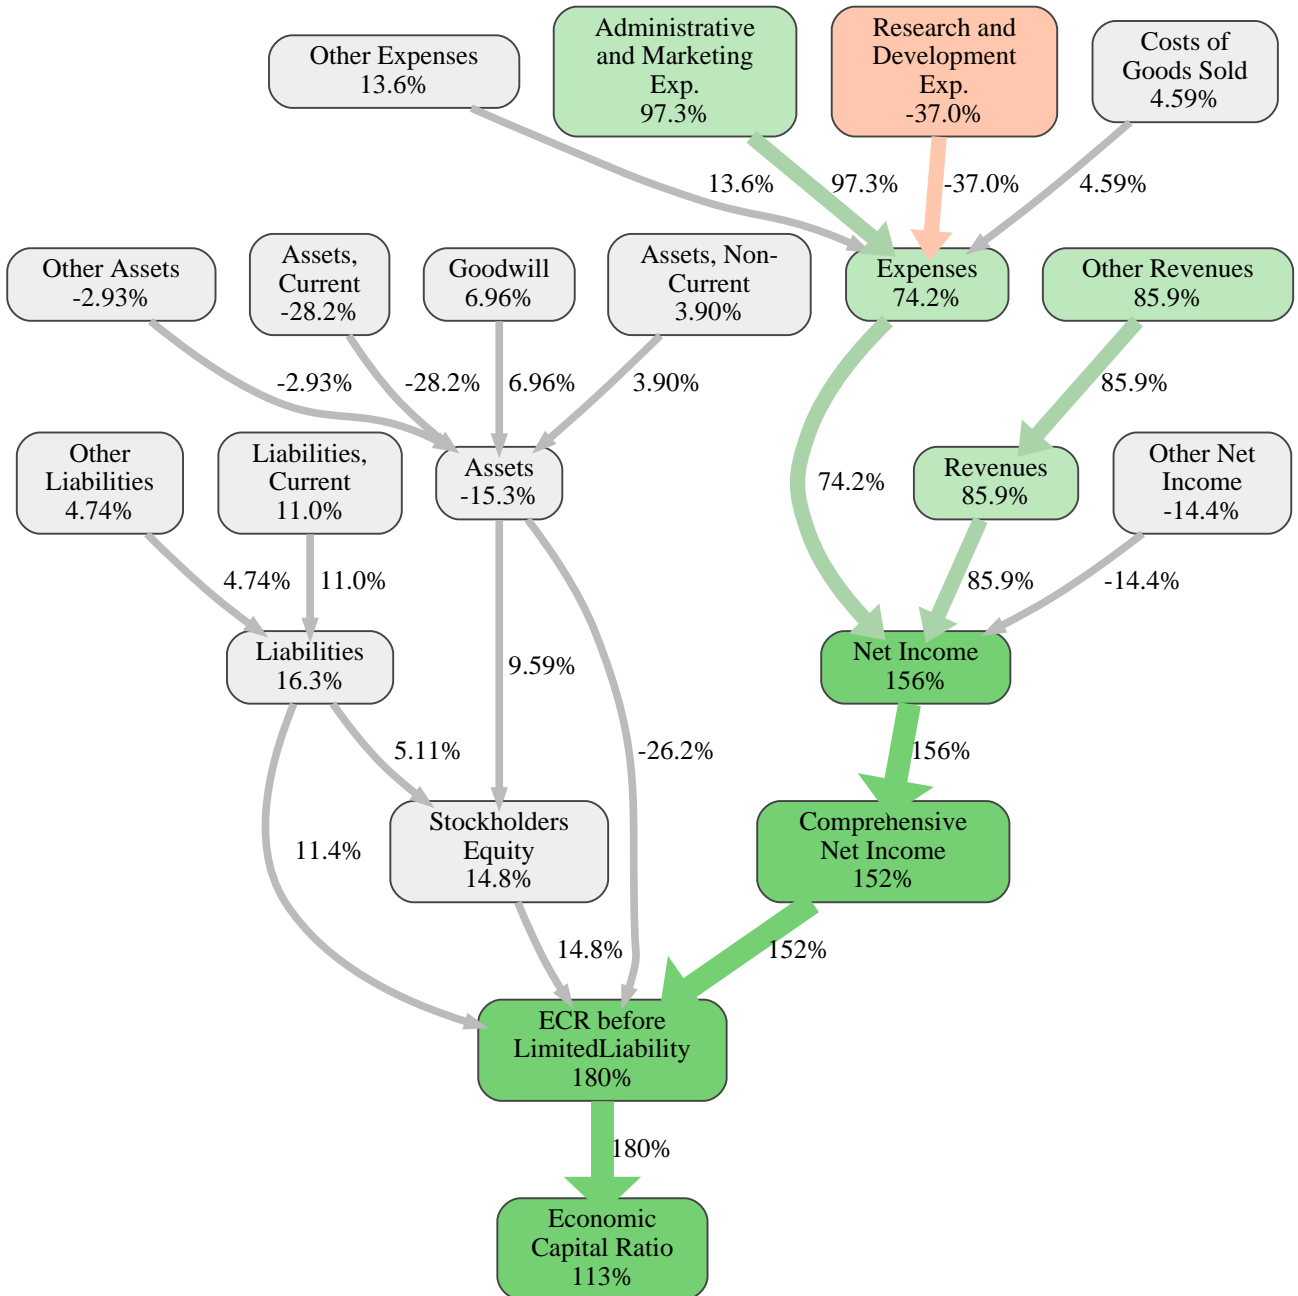 Other Expenses
13.6%
Administrative
and Marketing
Exp.
97.3%
Research and
Development
Exp.
-37.0%
Costs of
Goods Sold
4.59%
13.6%
97.3%
-37.0%
4.59%
Other Assets
-2.93%
Assets,
Current
-28.2%
Goodwill
6.96%
Assets, Non-
Current
3.90%
Expenses
74.2%
Other Revenues
85.9%
-2.93%
-28.2%
6.96%
3.90%
85.9%
Other
Liabilities
4.74%
Liabilities,
Current
11.0%
Assets
-15.3%
74.2%
Revenues
85.9%
Other Net
Income
-14.4%
4.74%
11.0%
85.9%
-14.4%
Liabilities
16.3%
9.59%
Net Income
156%
5.11%
-26.2%
156%
11.4%
Stockholders
Equity
14.8%
Comprehensive
Net Income
152%
14.8%
152%
ECR before
LimitedLiability
180%
180%
Economic
Capital Ratio
113%